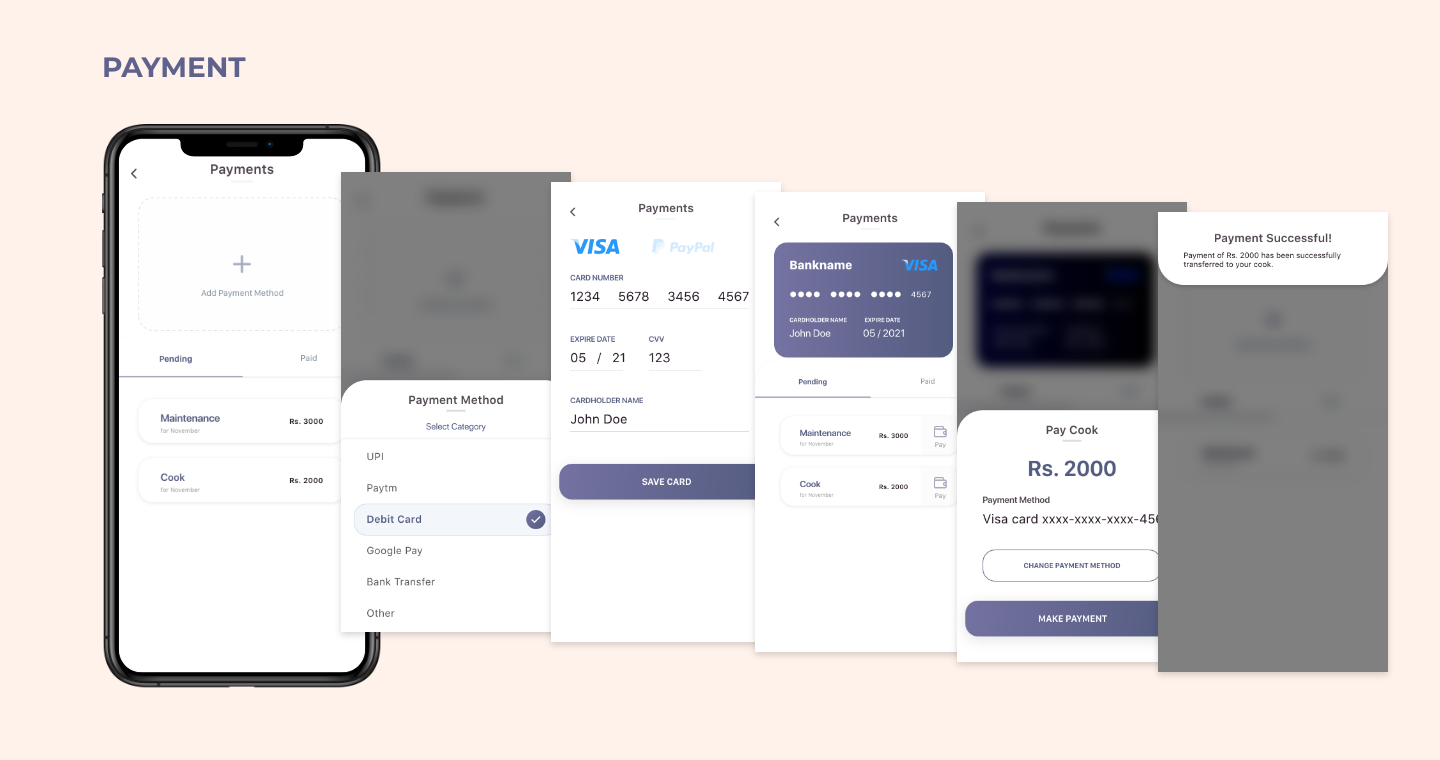 PAYMENT
Payments
Add Payment Method
Pending Paid
Maintenance
for November
Rs. 3000
Cook
for November
Rs. 2000
Payment Method
Select Category
UPI
Paytm
Debit Card
Google Pay
Bank Transfer
Other
Payments
VISA PayPal
CARD NUMBER
1234 5678 3456 4567
EXPIRE DATE CVV
05 / 21 123
CARDHOLDER NAME
John Doe
SAVE CARD
Payments
Bankname VISA
4567
CARDHOLDER NAME EXPIRE DATE
John Doe 05 / 2021
Pending Paid
Maintenance
for November
Rs. 3000
Pay
Cook
for November
Rs. 2000
Pay
Pay Cook
Rs. 2000
Payment Method
Visa card xxxx-xxxx-xxxx-456
CHANGE PAYMENT METHOD
MAKE PAYMENT
Payment Successful!
Payment of Rs. 2000 has been successfully
transferred to your cook.